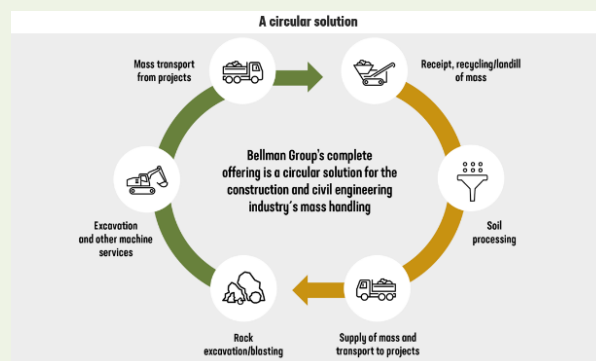 A circular solution
Mass transport
from projects
Receipt, recycling/landfill
of mass
Bellman Group's complete
offering is a circular solution for the
construction and civil engineering
industry´s mass handling
Excavation
and other machine
services
Soil
processing
Rock
excavation/blasting
Supply of mass and
transport to projects